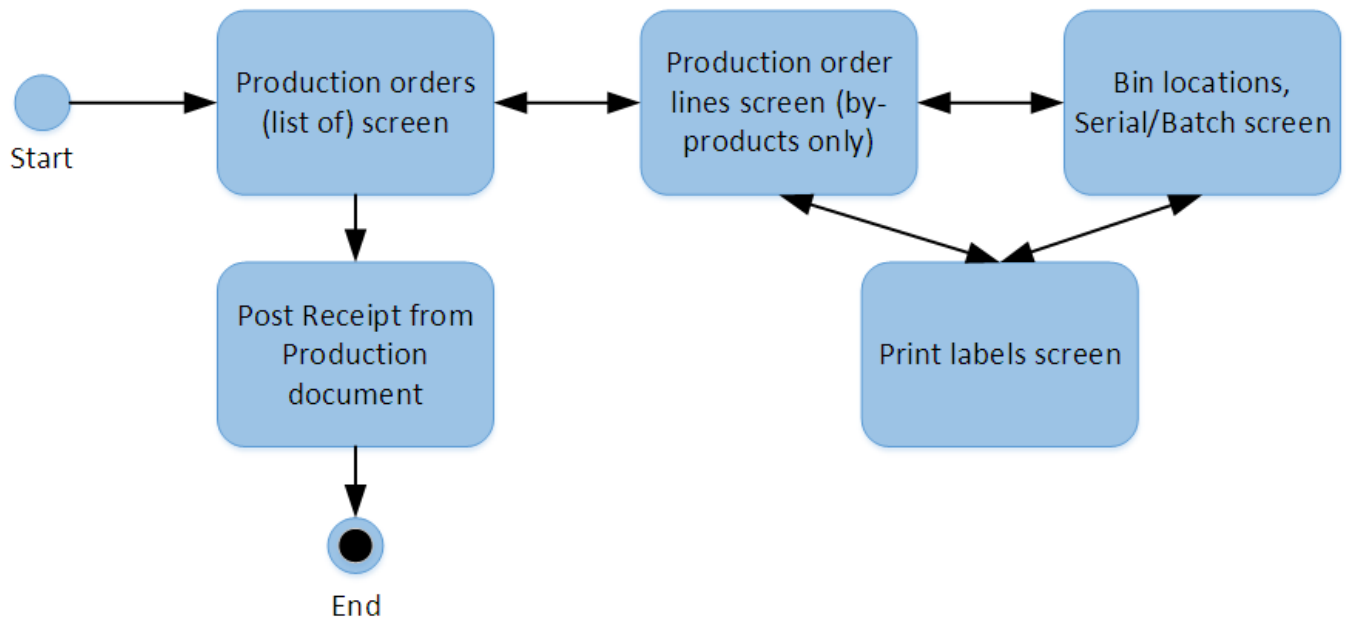 Start
Production orders
(list of) screen
Production order
lines screen (by-
products only)
Bin locations,
Serial/Batch screen
Post Receipt from
Production
document
Print labels screen
End